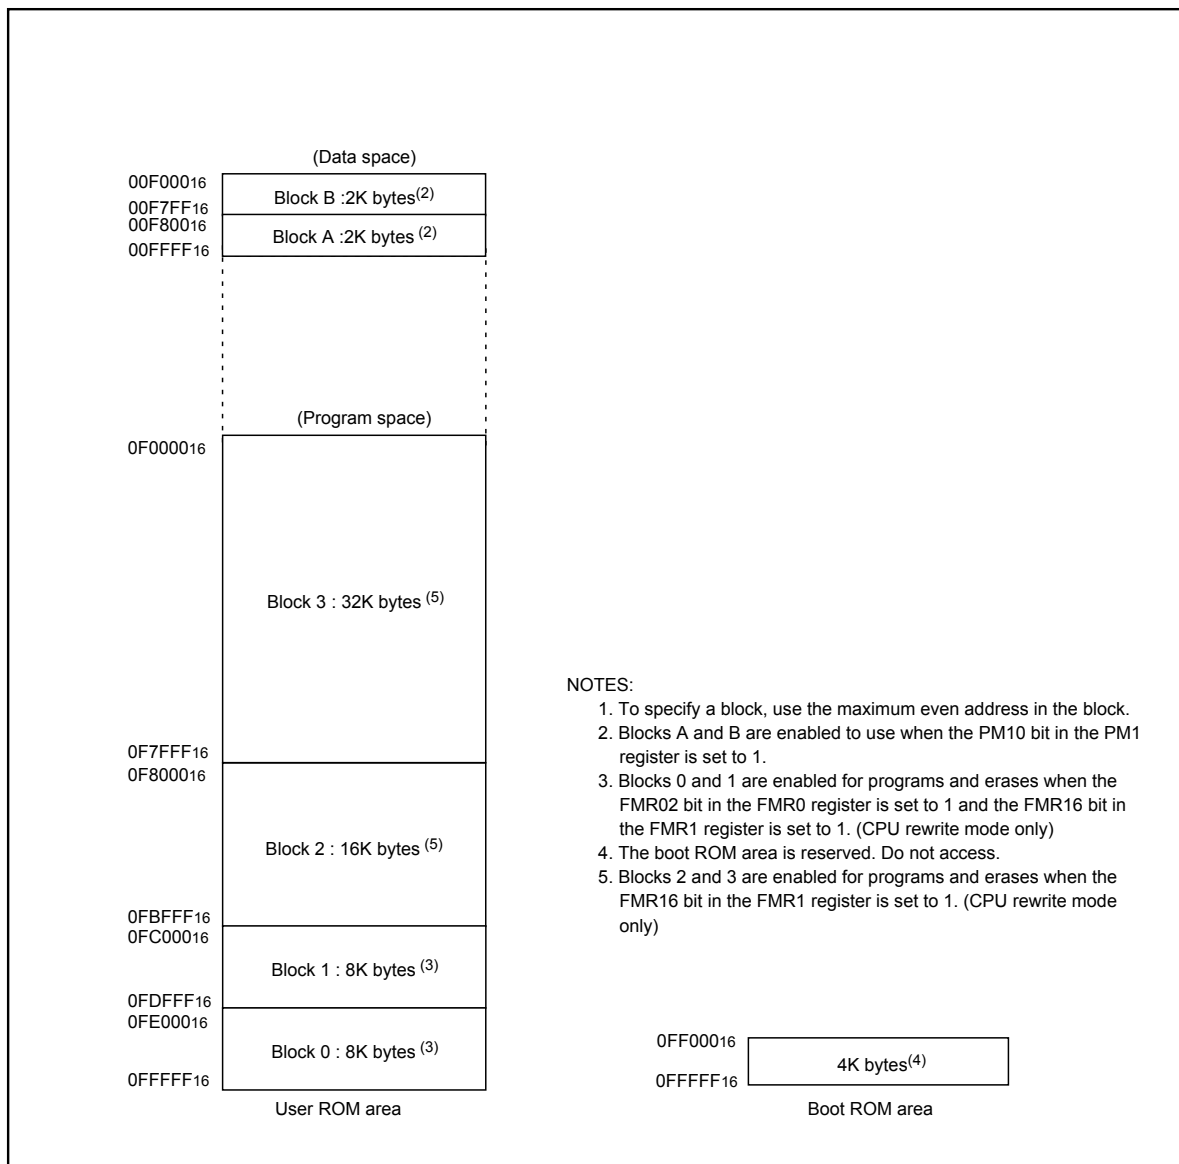 (Data space)
00F00016
Block B :2K bytes(2)
00F7FF16
00F80016
Block A :2K bytes (2)
00FFFF16
(Program space)
0F000016
Block 3 : 32K bytes (5)
0F7FFF16
0F800016
Block 2 : 16K bytes (5)
0FBFFF16
0FC00016
Block 1 : 8K bytes (3)
0FDFFF16
0FE00016
Block 0 : 8K bytes (3)
0FFFFF16
User ROM area
NOTES:
1. To specify a block, use the maximum even address in the block.
2. Blocks A and B are enabled to use when the PM10 bit in the PM1
register is set to 1.
3. Blocks 0 and 1 are enabled for programs and erases when the
FMR02 bit in the FMR0 register is set to 1 and the FMR16 bit in
the FMR1 register is set to 1. (CPU rewrite mode only)
4. The boot ROM area is reserved. Do not access.
5. Blocks 2 and 3 are enabled for programs and erases when the
FMR16 bit in the FMR1 register is set to 1. (CPU rewrite mode
only)
0FF00016
4K bytes(4)
0FFFFF16
Boot ROM area